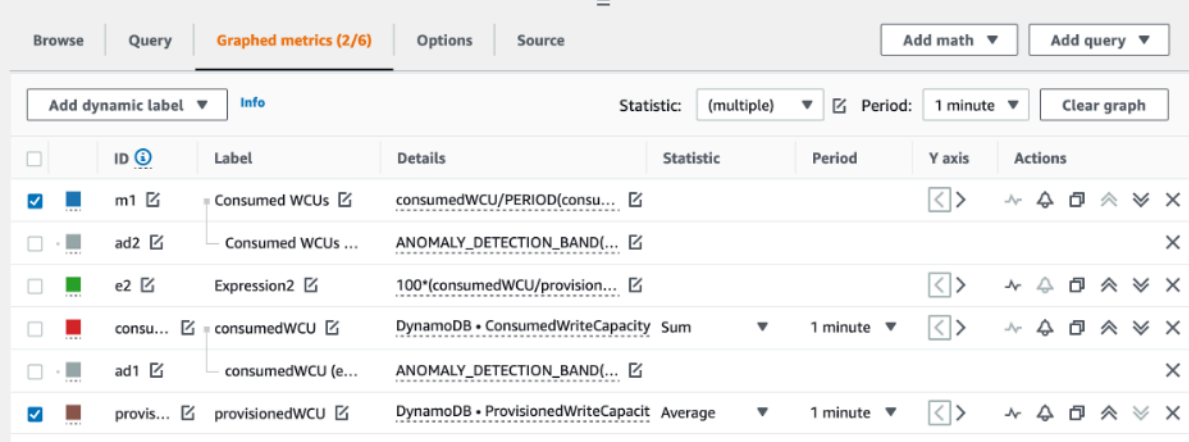 Browse Query Graphed metrics (2/6) Options Source Add math Add query
Add dynamic label Info Statistic: (multiple) Period: 1 minute Clear graph
ID Label Details Statistic Period Y axis Actions
m1 Consumed WCUs consumedWCU/PERIOD(consu...
ad2 Consumed WCUs ... ANOMALY_DETECTION_BAND(...
e2 Expression2 100*(consumedWCU/provision...
consu... consumedWCU DynamoDB • ConsumedWriteCapacity Sum 1 minute
ad1 consumedWCU (e... ANOMALY_DETECTION_BAND(...
provis... provisionedWCU DynamoDB • ProvisionedWriteCapacit Average 1 minute